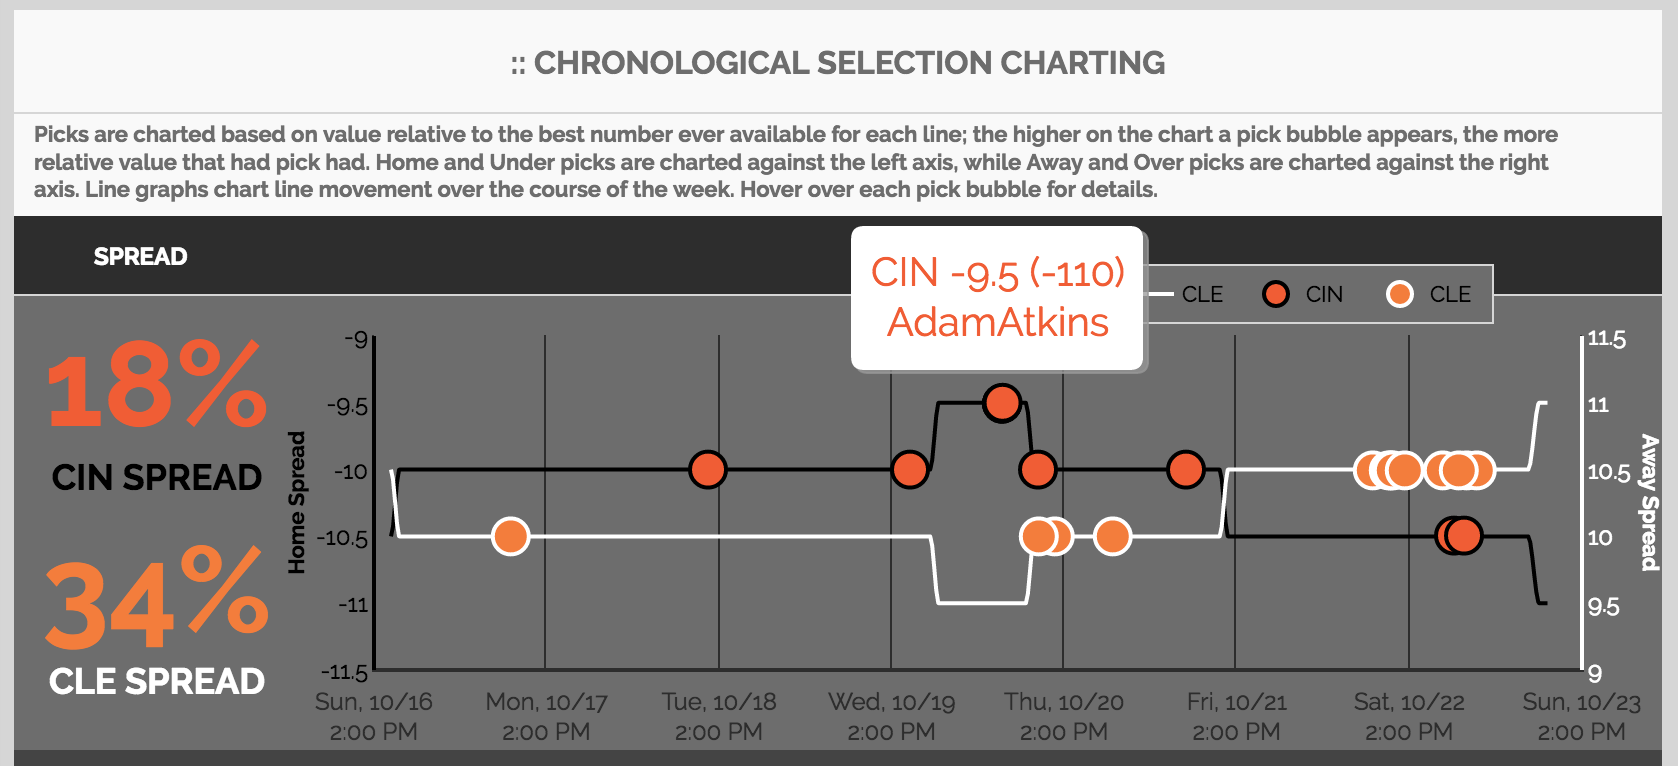 :: CHRONOLOGICAL SELECTION CHARTING
Picks are charted based on value relative to the best number ever available for each line; the higher on the chart a pick bubble appears, the more
relative value that had pick had. Home and Under picks are charted against the left axis, while Away and Over picks are charted against the right
axis. Line graphs chart line movement over the course of the week. Hover over each pick bubble for details.
SPREAD
CIN -9.5 (-110)
AdamAtkins
CLE
CIN
CLE
18%
CIN SPREAD
34%
CLE SPREAD
Home Spread
-9
-9.5
-10
-10.5
-11
-11.5
11.5
11
10.5
10
9.5
9
Away Spread
Sun, 10/16
2:00 PM
Mon, 10/17
2:00 PM
Tue, 10/18
2:00 PM
Wed, 10/19
2:00 PM
Thu, 10/20
2:00 PM
Fri, 10/21
2:00 PM
Sat, 10/22
2:00 PM
Sun, 10/23
2:00 PM